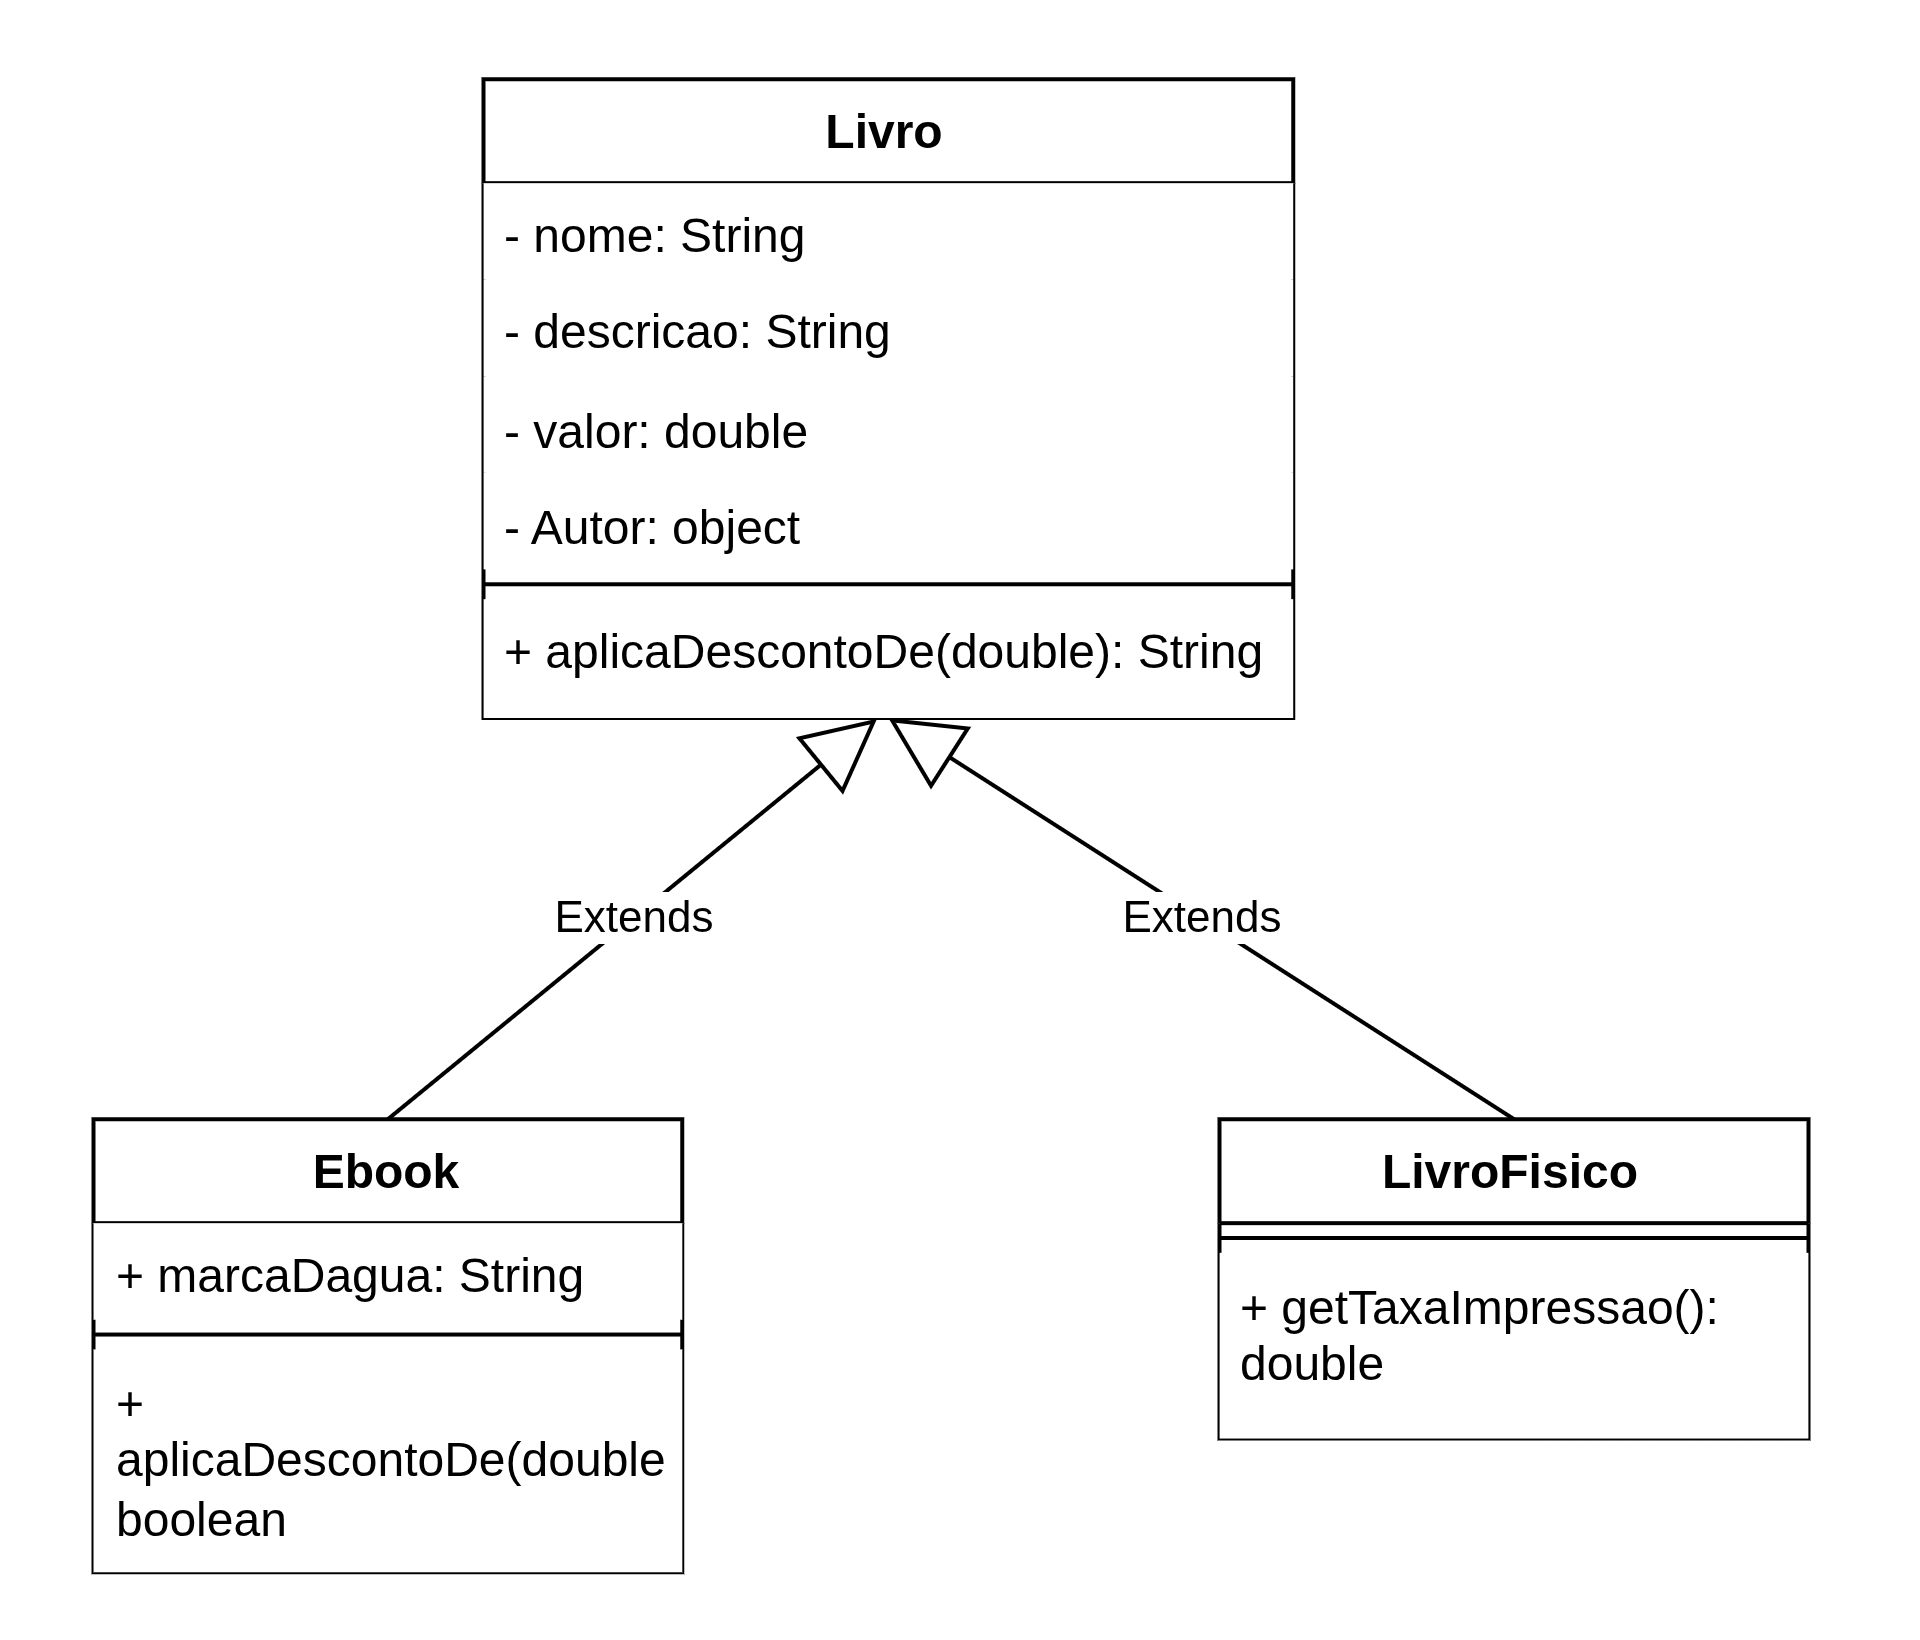 Livro
- nome: String
- descricao: String
- valor: double
- Autor: object
+ aplicaDescontoDe(double): String
Extends
Extends
Ebook
+ marcaDagua: String
+
aplicaDescontoDe(double
boolean
LivroFisico
+ getTaxaImpressao():
double